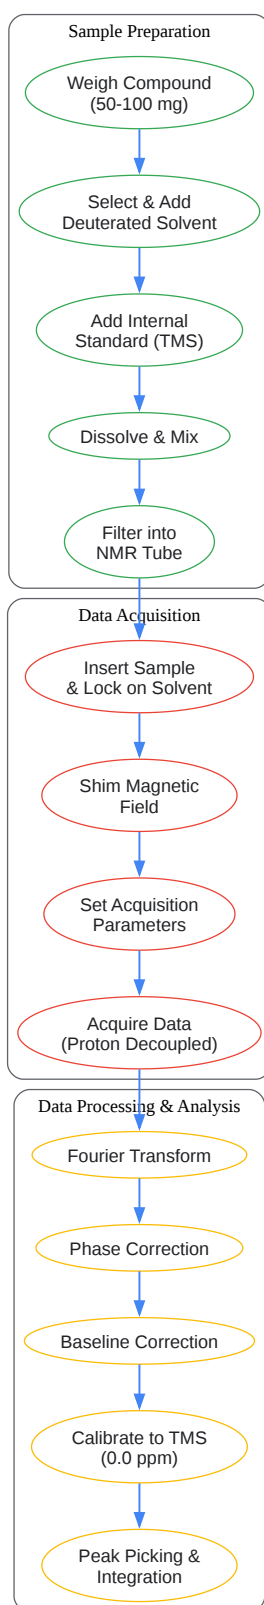 Sample Preparation
Weigh Compound
(50-100 mg)
Select & Add
Deuterated Solvent
Add Internal
Standard (TMS)
Dissolve & Mix
Filter into
NMR Tube
Data Acquisition
Insert Sample
& Lock on Solvent
Shim Magnetic
Field
Set Acquisition
Parameters
Acquire Data
(Proton Decoupled)
Data Processing & Analysis
Fourier Transform
Phase Correction
Baseline Correction
Calibrate to TMS
(0.0 ppm)
Peak Picking &
Integration